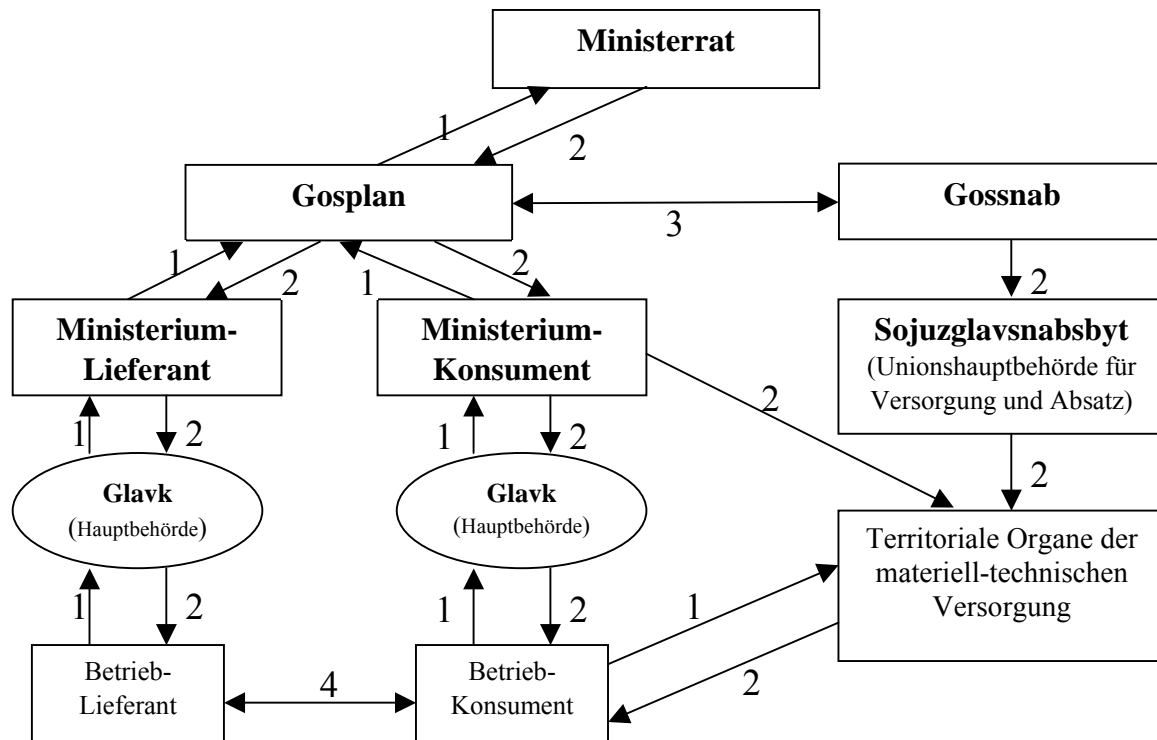 Ministerrat
1
2
Gosplan
3
Gossnab
1
2
1
2
2
Ministerium-
Lieferant
Ministerium-
Konsument
Sojuzglavsnabsbyt
(Unionshauptbehörde für
Versorgung und Absatz)
1
2
1
2
2
2
Glavk
(Hauptbehörde)
Glavk
(Hauptbehörde)
Territoriale Organe der
materiell-technischen
Versorgung
1
2
1
2
1
2
Betrieb-
Lieferant
4
Betrieb-
Konsument